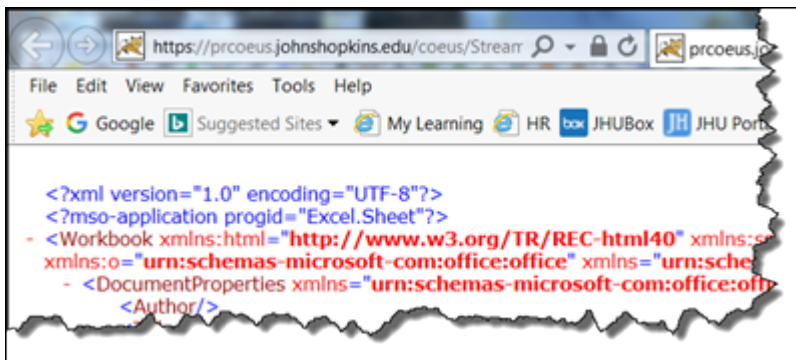 https://prcoeus.johnshopkins.edu/coeus/Stream prcoeus.jo
File Edit View Favorites Tools Help
Google Suggested Sites My Learning HR box JHUBox JH JHU Port
<?xml version="1.0" encoding="UTF-8"?>
<?mso-application progid="Excel.Sheet"?>
- <Workbook xmlns:html="http://www.w3.org/TR/REC-html40" xmlns:
xmlns:o="urn:schemas-microsoft-com:office:office" xmlns="urn:sche
- <DocumentProperties xmlns="urn:schemas-microsoft-com:office:off
<Author/>